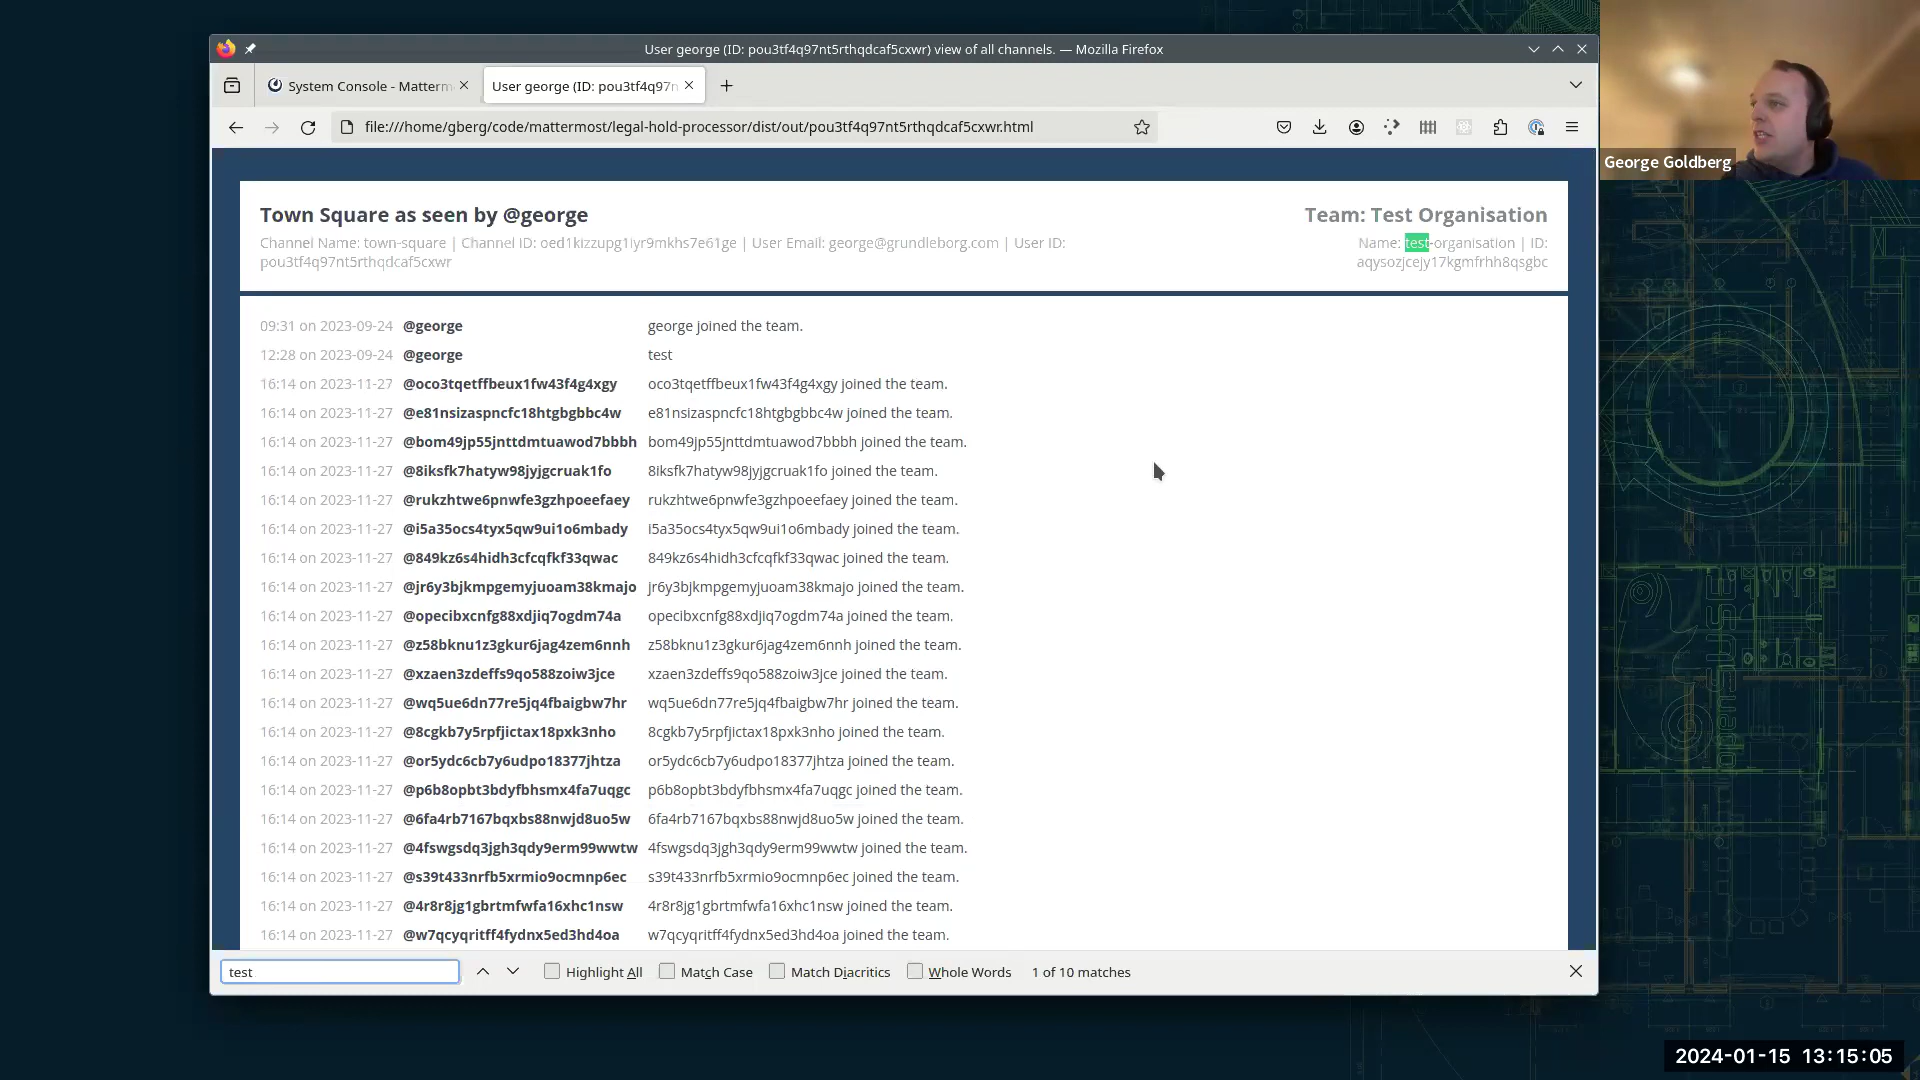 User george (ID: pou3tf4q97nt5rthqdcaf5cxwr) view of all channels. — Mozilla Firefox
System Console - Matterm
User george (ID: pou3tf4q97n
file:///home/gberg/code/mattermost/legal-hold-processor/dist/out/pou3tf4q97nt5rthqdcaf5cxwr.html
George Goldberg
Town Square as seen by @george
Team: Test Organisation
Channel Name: town-square | Channel ID: oed1kizzupg1iyr9mkhs7e61ge | User Email: george@grundleborg.com | User ID:
pou3tf4q97nt5rthqdcaf5cxwr
Name: test-organisation | ID:
aqysozjcejy17kgmfrhh8qsgbc
09:31 on 2023-09-24 @george george joined the team.
12:28 on 2023-09-24 @george test
16:14 on 2023-11-27 @oco3tqetffbeux1fw43f4g4xgy oco3tqetffbeux1fw43f4g4xgy joined the team.
16:14 on 2023-11-27 @e81nsizaspncfc18htgbgbbc4w e81nsizaspncfc18htgbgbbc4w joined the team.
16:14 on 2023-11-27 @bom49jp55jnttdmtuawod7bbbh bom49jp55jnttdmtuawod7bbbh joined the team.
16:14 on 2023-11-27 @8iksfk7hatyw98jyjgcruak1fo 8iksfk7hatyw98jyjgcruak1fo joined the team.
16:14 on 2023-11-27 @rukzhtwe6pnwfe3gzhpoeefaey rukzhtwe6pnwfe3gzhpoeefaey joined the team.
16:14 on 2023-11-27 @i5a35ocs4tyx5qw9ui1o6mbady i5a35ocs4tyx5qw9ui1o6mbady joined the team.
16:14 on 2023-11-27 @849kz6s4hidh3cfcqfkf33qwac 849kz6s4hidh3cfcqfkf33qwac joined the team.
16:14 on 2023-11-27 @jr6y3bjkmpgemyjuoam38kmajo jr6y3bjkmpgemyjuoam38kmajo joined the team.
16:14 on 2023-11-27 @opecibxcnfg88xdjiq7ogdm74a opecibxcnfg88xdjiq7ogdm74a joined the team.
16:14 on 2023-11-27 @z58bknu1z3gkur6jag4zem6nnh z58bknu1z3gkur6jag4zem6nnh joined the team.
16:14 on 2023-11-27 @xzaen3zdeffs9qo588zoiw3jce xzaen3zdeffs9qo588zoiw3jce joined the team.
16:14 on 2023-11-27 @wq5ue6dn77re5jq4fbaigbw7hr wq5ue6dn77re5jq4fbaigbw7hr joined the team.
16:14 on 2023-11-27 @8cgkb7y5rpfjictax18pxk3nho 8cgkb7y5rpfjictax18pxk3nho joined the team.
16:14 on 2023-11-27 @or5ydc6cb7y6udpo18377jhtza or5ydc6cb7y6udpo18377jhtza joined the team.
16:14 on 2023-11-27 @p6b8opbt3bdyfbhsmx4fa7uqgc p6b8opbt3bdyfbhsmx4fa7uqgc joined the team.
16:14 on 2023-11-27 @6fa4rb7167bqxbs88nwjd8uo5w 6fa4rb7167bqxbs88nwjd8uo5w joined the team.
16:14 on 2023-11-27 @4fswgsdq3jgh3qdy9erm99wwtw 4fswgsdq3jgh3qdy9erm99wwtw joined the team.
16:14 on 2023-11-27 @s39t433nrfb5xrmio9ocmnp6ec s39t433nrfb5xrmio9ocmnp6ec joined the team.
16:14 on 2023-11-27 @4r8r8jg1gbrtmfwfa16xhc1nsw 4r8r8jg1gbrtmfwfa16xhc1nsw joined the team.
16:14 on 2023-11-27 @w7qcyqritff4fydnx5ed3hd4oa w7qcyqritff4fydnx5ed3hd4oa joined the team.
test
Highlight All
Match Case
Match Diacritics
Whole Words
1 of 10 matches
openSUSE
2024-01-15 13:15:05